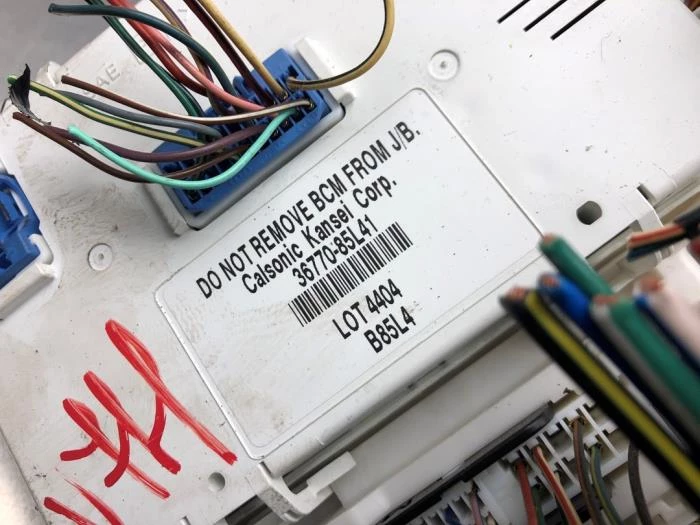 DO NOT REMOVE BCM FROM J/B.
Calsonic Kansei Corp.
36770-85L41
LOT 4404
B85L4